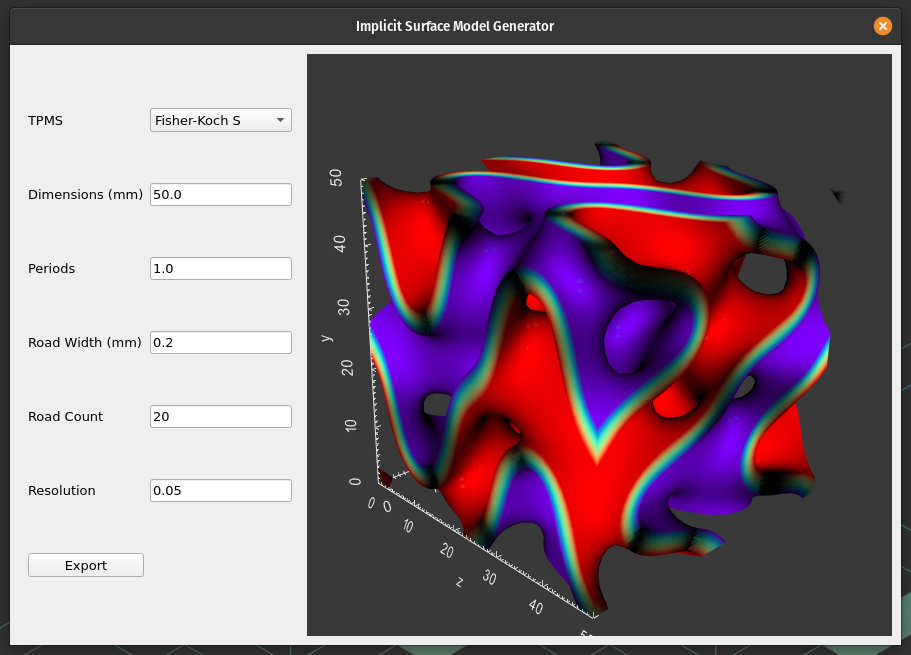 Implicit Surface Model Generator
TPMS Fisher-Koch S
Dimensions (mm) 50.0
Periods 1.0
Road Width (mm) 0.2
Road Count 20
Resolution 0.05
Export
50
40
30
y
20
10
0
0 0
10
20
z 30
40